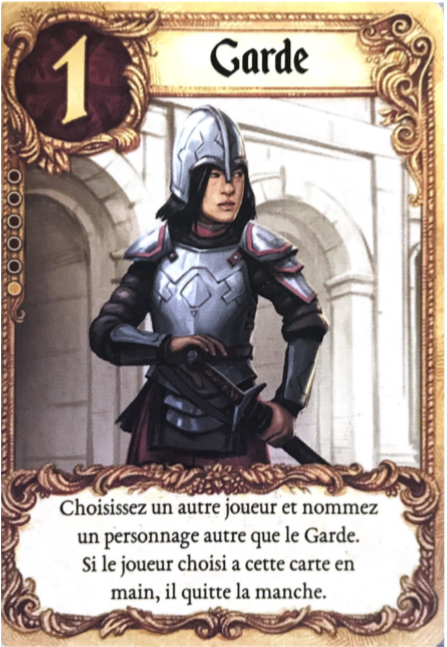 1
Garde
Choisissez un autre joueur et nommez
un personnage autre que le Garde.
Si le joueur choisi a cette carte en
main, il quitte la manche.